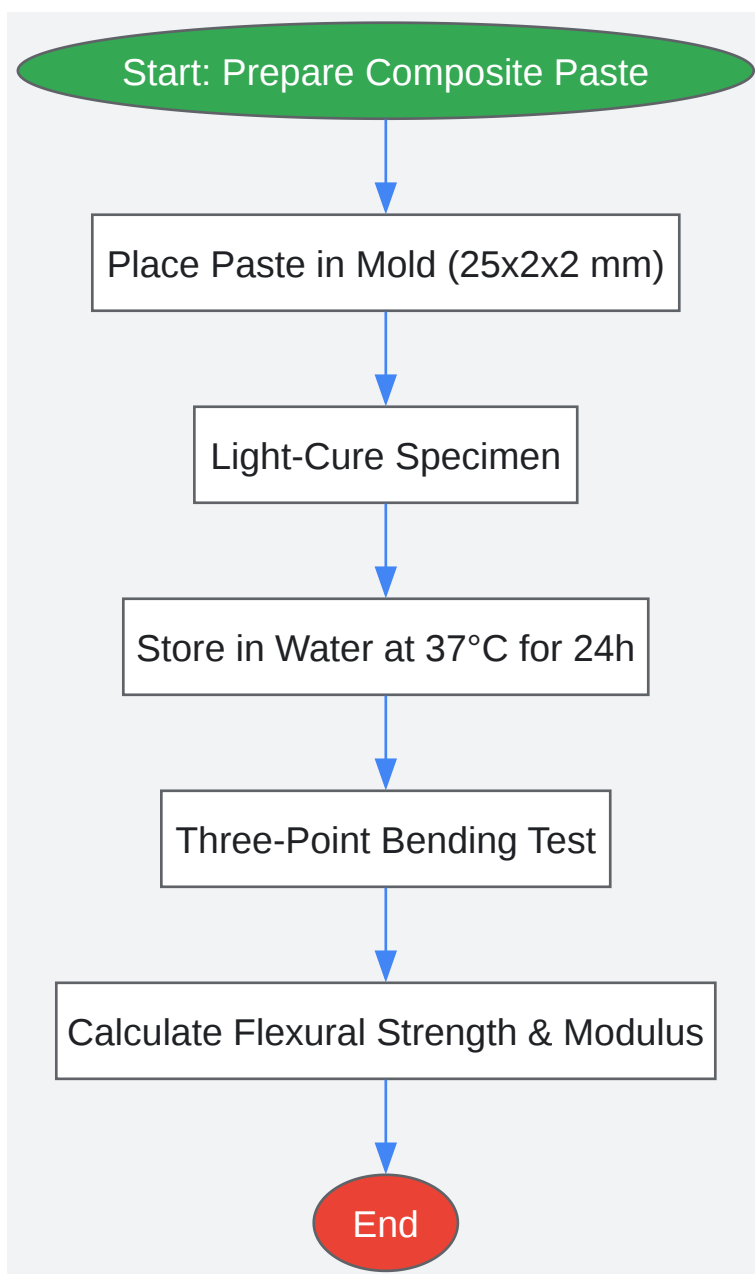 Start: Prepare Composite Paste
Place Paste in Mold (25x2x2 mm)
Light-Cure Specimen
Store in Water at 37°C for 24h
Three-Point Bending Test
Calculate Flexural Strength & Modulus
End